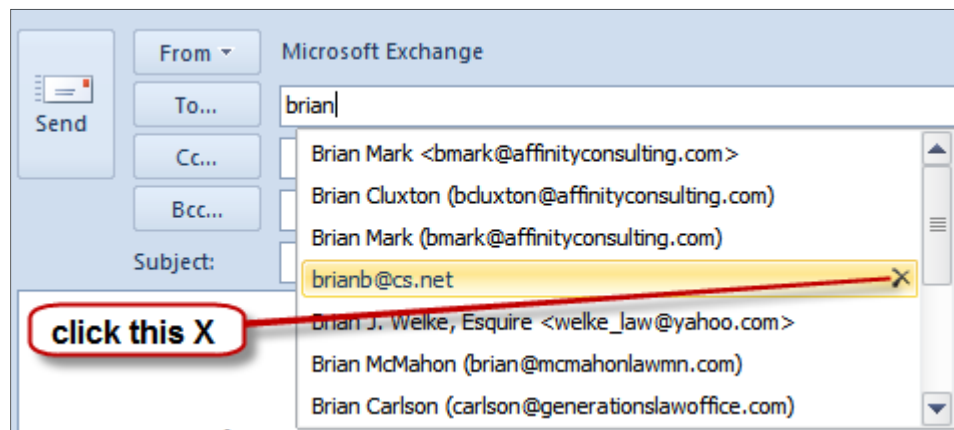 From Microsoft Exchange
Send
To... brian
Cc...
Bcc...
Subject:
Brian Mark <bmark@affinityconsulting.com>
Brian Cluxton (bcluxton@affinityconsulting.com)
Brian Mark (bmark@affinityconsulting.com)
brianb@cs.net
Brian J. Welke, Esquire <welke_law@yahoo.com>
Brian McMahon (brian@mcmahonlawmn.com)
Brian Carlson (carlson@generationslawoffice.com)
click this X